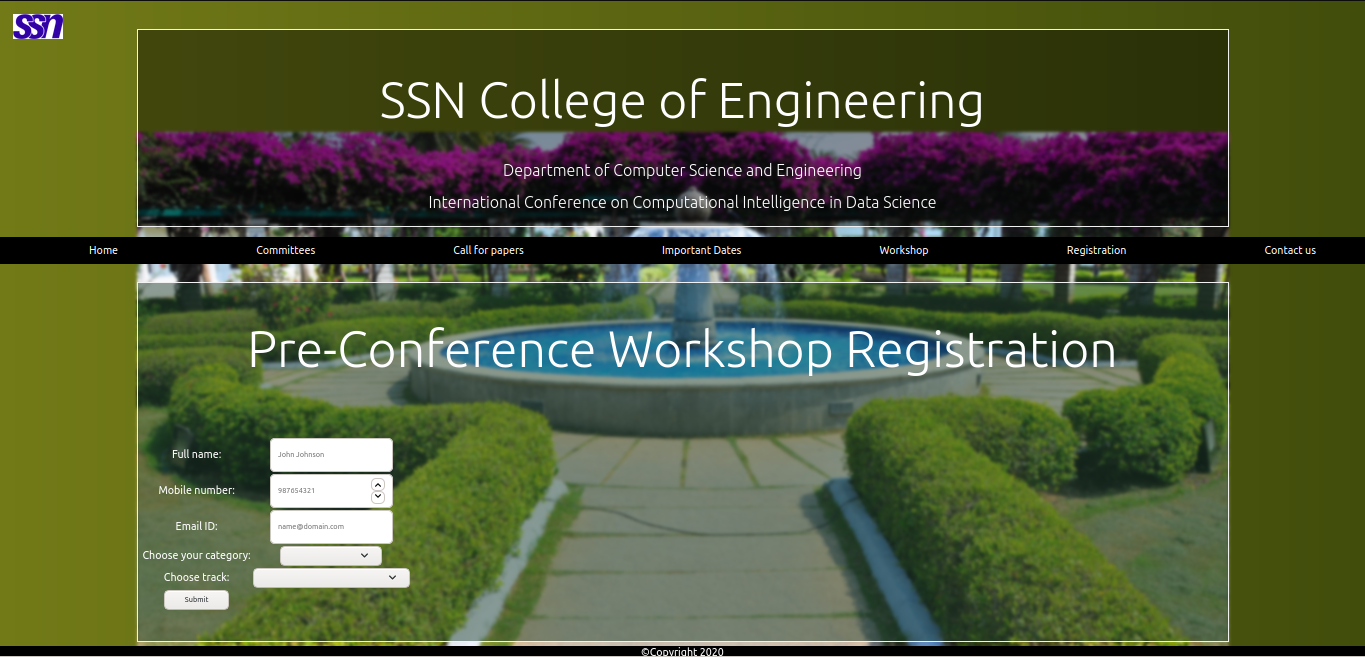 ssn
SSN College of Engineering
Department of Computer Science and Engineering
International Conference on Computational Intelligence in Data Science
Home Committees Call for papers Important Dates Workshop Registration Contact us
Pre-Conference Workshop Registration
Full name: John Johnson
Mobile number: 987654321
Email ID: name@domain.com
Choose your category:
Choose track:
Submit
©Copyright 2020